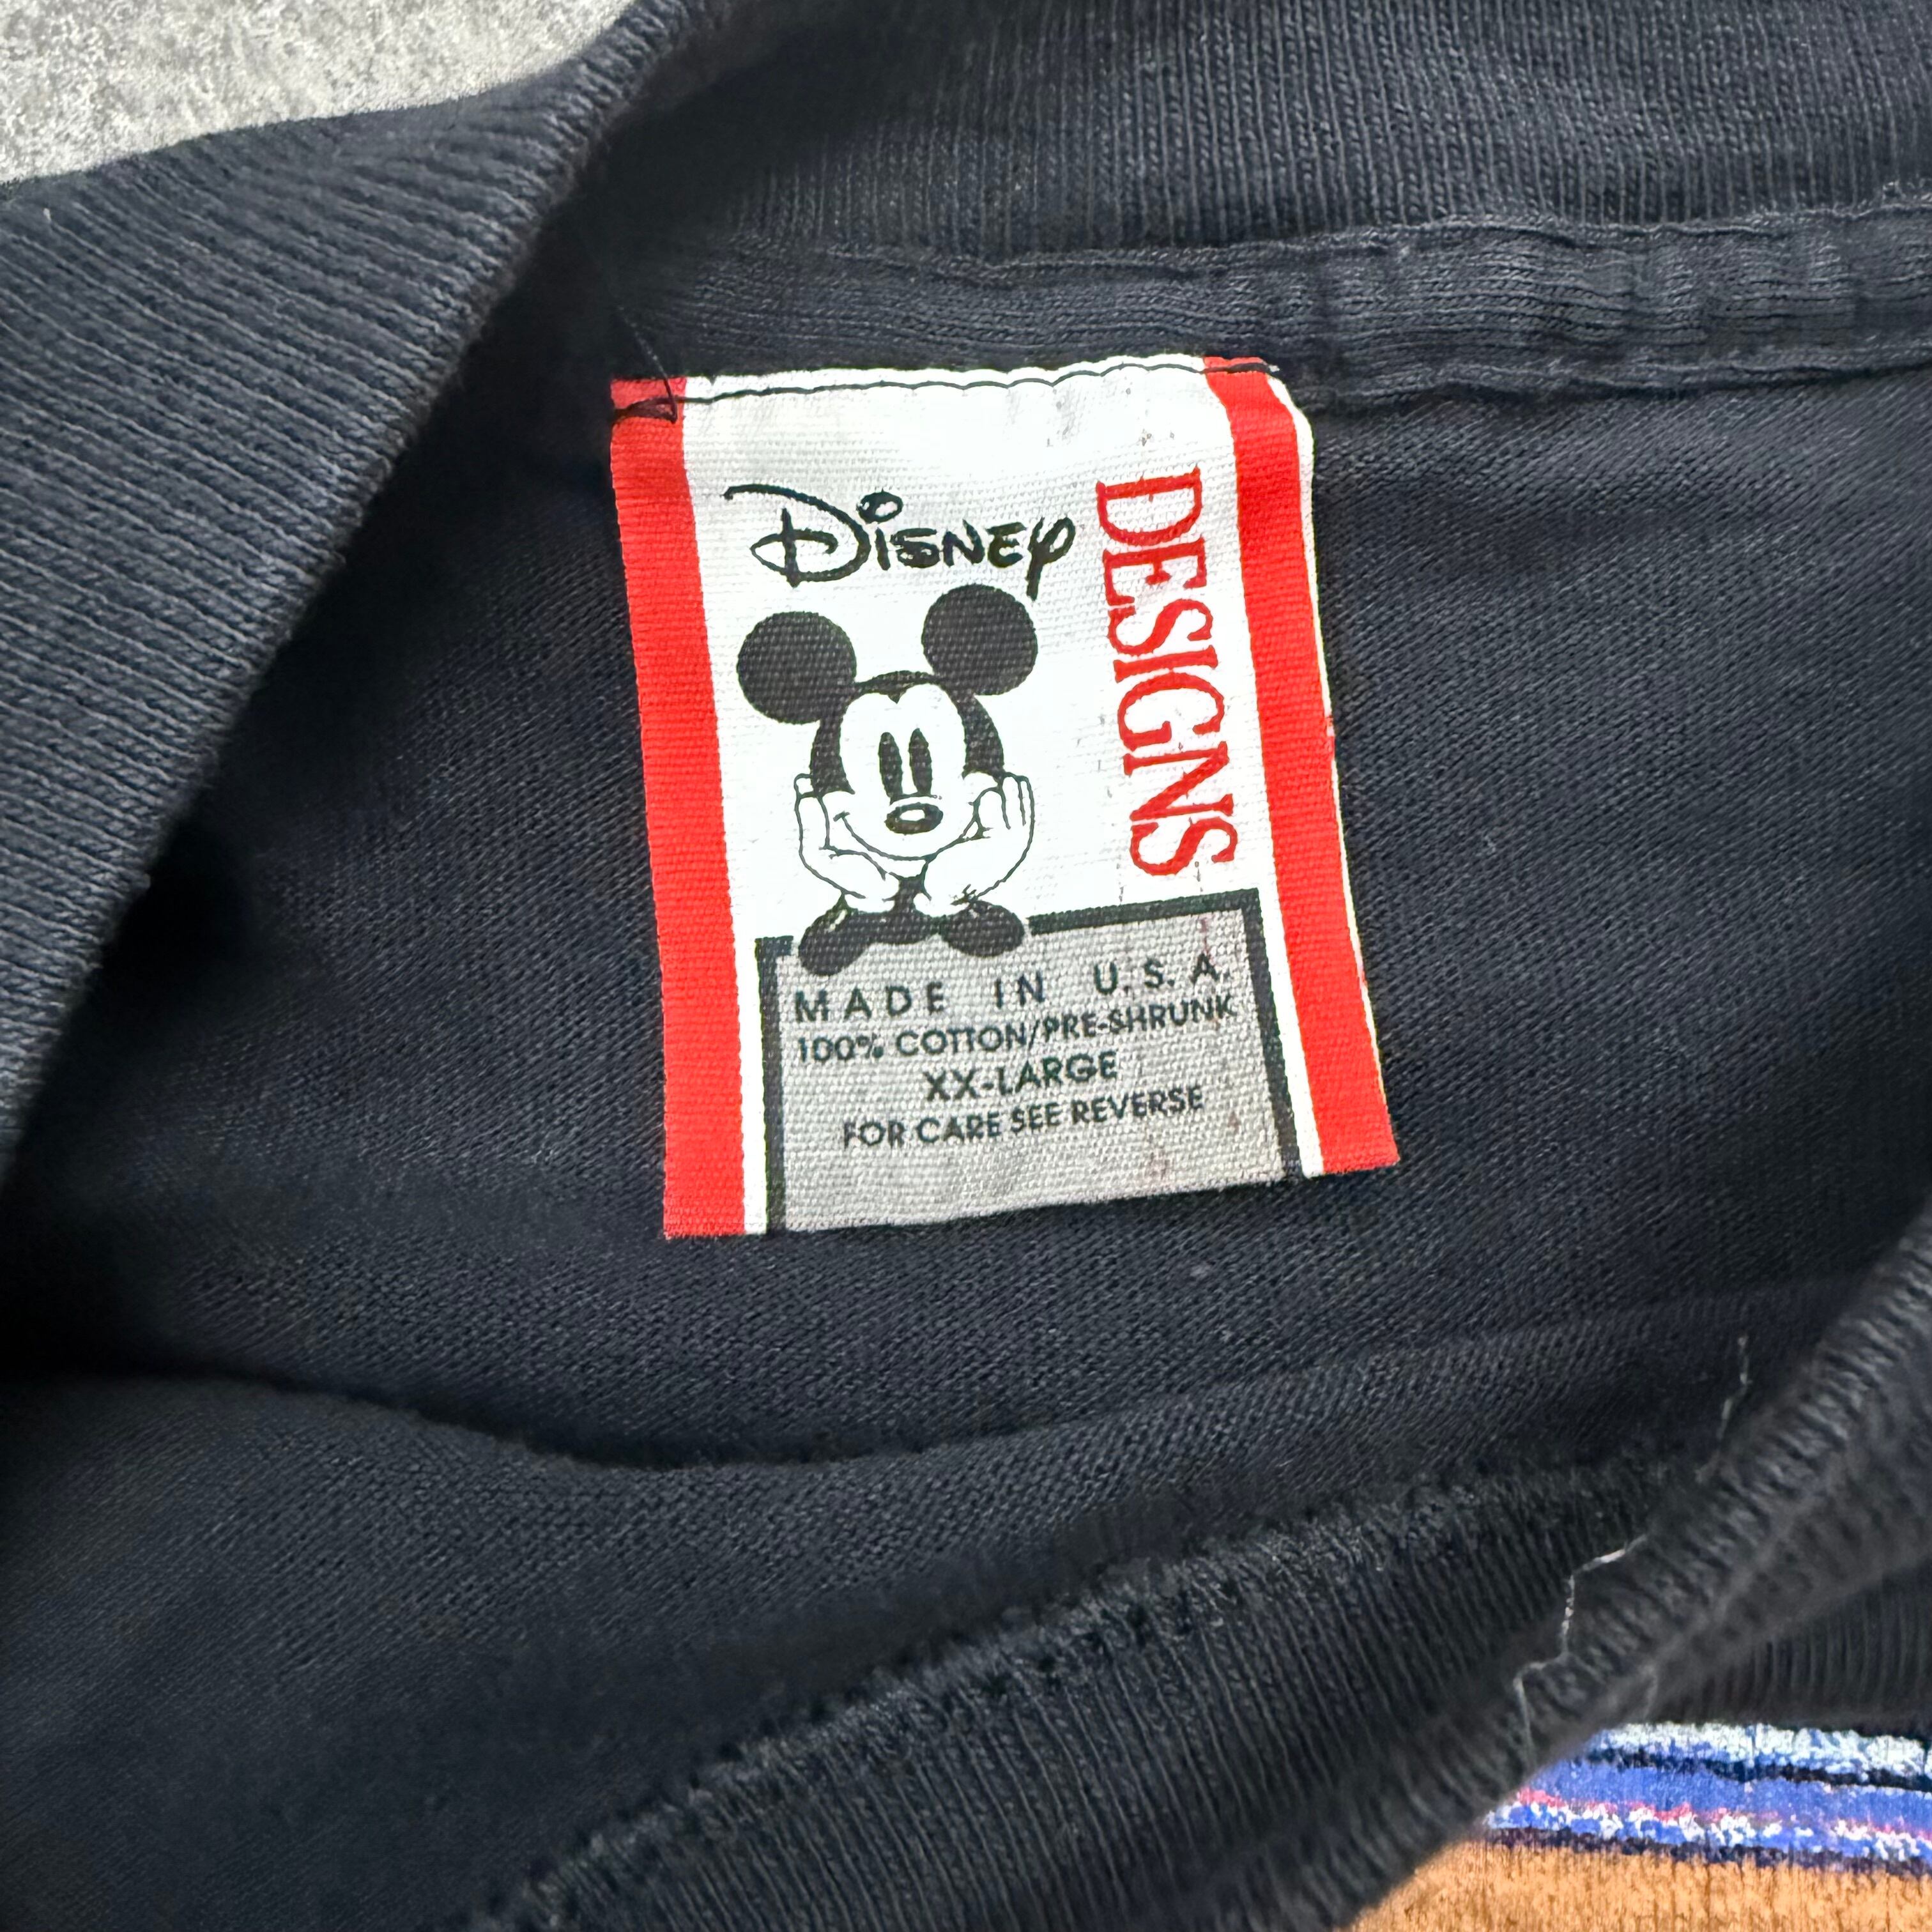 Disney
DESIGNS
MADE IN U.S.A.
100% COTTON/PRE-SHRUNK
XX-LARGE
FOR CARE SEE REVERSE